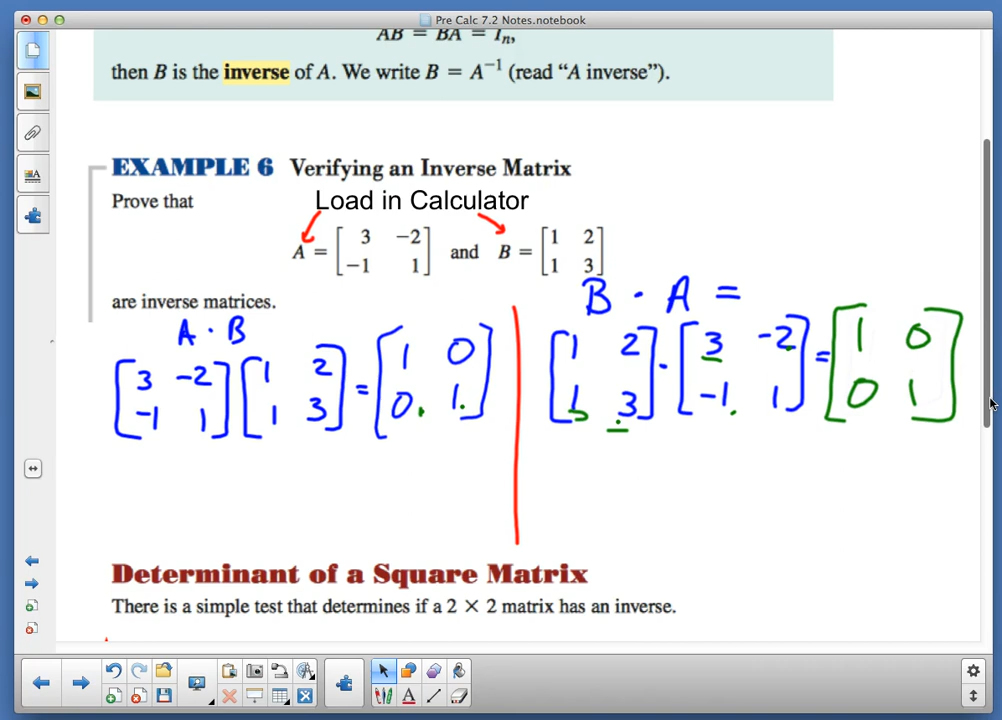 Pre Calc 7.2 Notes.notebook
AB = BA = Iₙ,
then B is the inverse of A. We write B = A⁻¹ (read “A inverse”).
EXAMPLE 6 Verifying an Inverse Matrix
Prove that
Load in Calculator
A = [3 -2
-1 1] and B = [1 2
1 3]
are inverse matrices.
A · B
[3 -2
-1 1] [1 2
1 3] = [1 0
0 1]
B · A =
[1 2
1 3] · [3 -2
-1 1] = [1 0
0 1]
Determinant of a Square Matrix
There is a simple test that determines if a 2 × 2 matrix has an inverse.